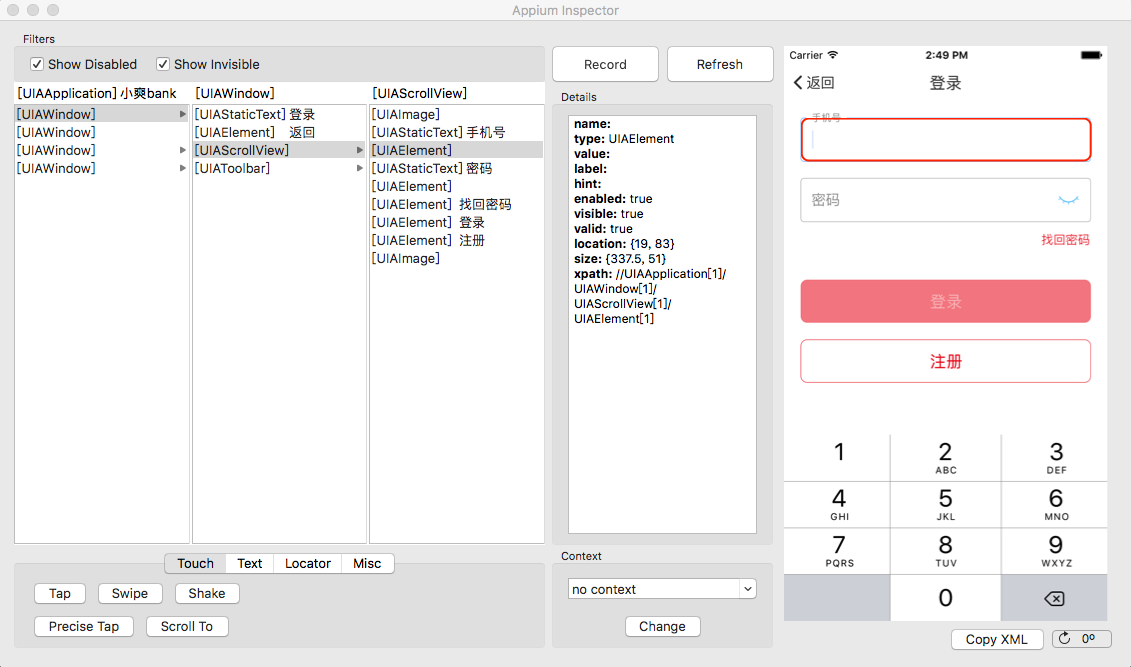 Appium Inspector
Filters
Show Disabled
Show Invisible
Record
Refresh
[UIAApplication] 小爽bank
[UIAWindow]
[UIAScrollView]
[UIAWindow]
[UIAWindow]
[UIAWindow]
[UIAWindow]
[UIAStaticText] 登录
[UIAElement] 返回
[UIAScrollView]
[UIAToolbar]
[UIAImage]
[UIAStaticText] 手机号
[UIAElement]
[UIAStaticText] 密码
[UIAElement]
[UIAElement] 找回密码
[UIAElement] 登录
[UIAElement] 注册
[UIAImage]
Details
name:
type: UIAElement
value:
label:
hint:
enabled: true
visible: true
valid: true
location: {19, 83}
size: {337.5, 51}
xpath: //UIAApplication[1]/
UIAWindow[1]/
UIAScrollView[1]/
UIAElement[1]
Touch
Text
Locator
Misc
Tap
Swipe
Shake
Precise Tap
Scroll To
Context
no context
Change
Carrier
2:49 PM
返回
登录
手机号
密码
找回密码
登录
注册
1
2
ABC
3
DEF
4
GHI
5
JKL
6
MNO
7
PQRS
8
TUV
9
WXYZ
0
Copy XML
0º